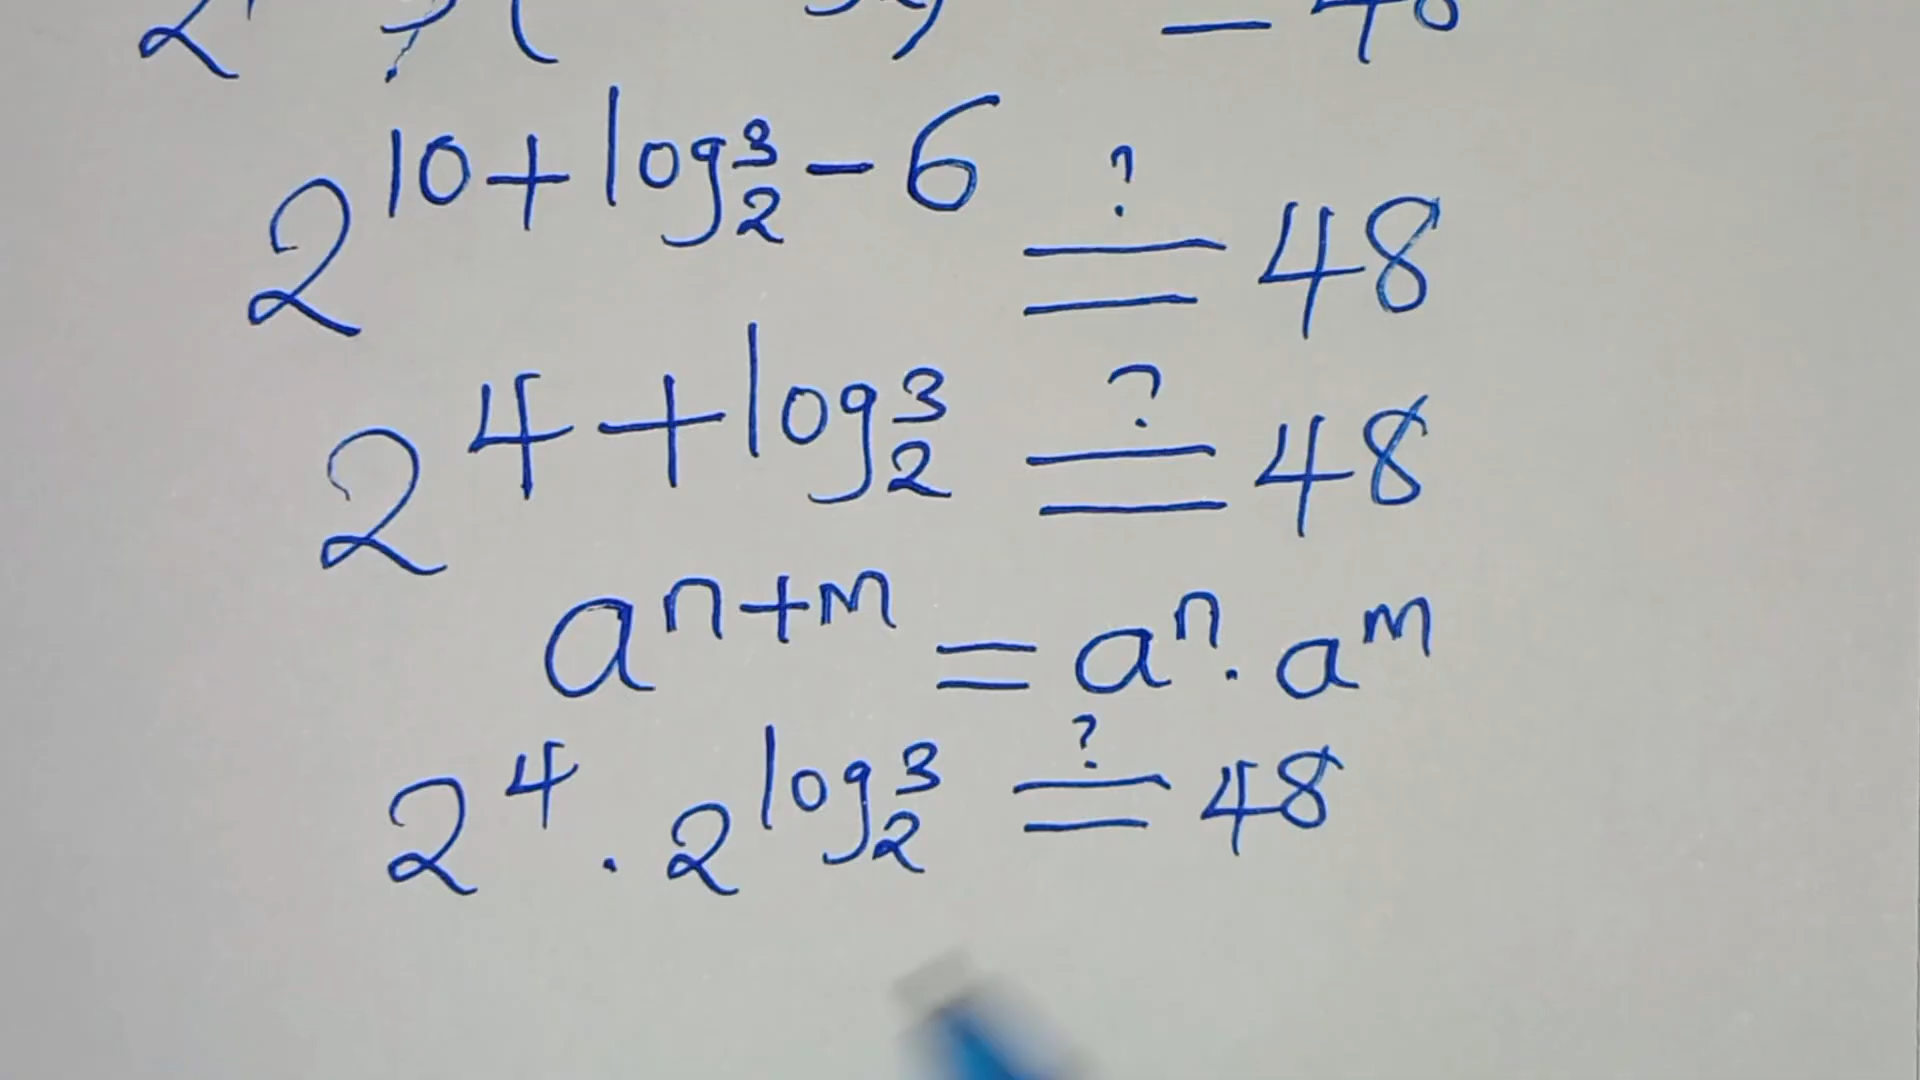 2^{10+log_2^3-6} ?= 48
2^{4+log_2^3} ?= 48
a^{n+m} = a^n . a^m
2^4 . 2^{log_2^3} ?= 48